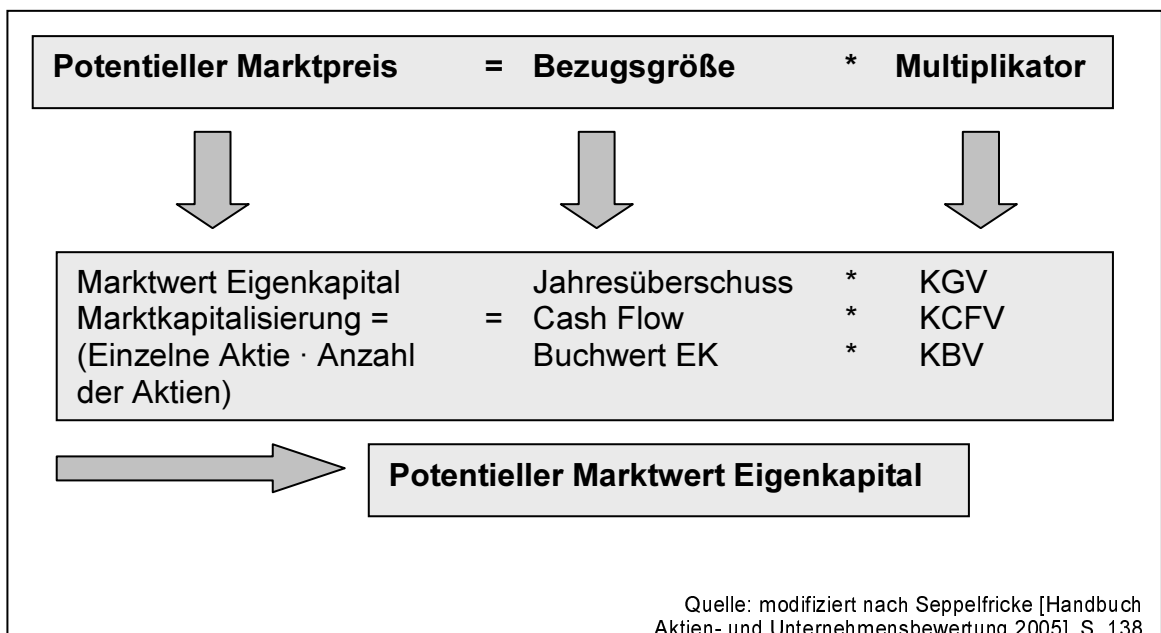 Potentieller Marktpreis = Bezugsgröße * Multiplikator
Marktwert Eigenkapital Jahresüberschuss * KGV
Marktkapitalisierung = = Cash Flow * KCFV
(Einzelne Aktie · Anzahl Buchwert EK * KBV
der Aktien)
Potentieller Marktwert Eigenkapital
Quelle: modifiziert nach Seppelfricke [Handbuch
Aktien- und Unternehmensbewertung 2005], S. 138